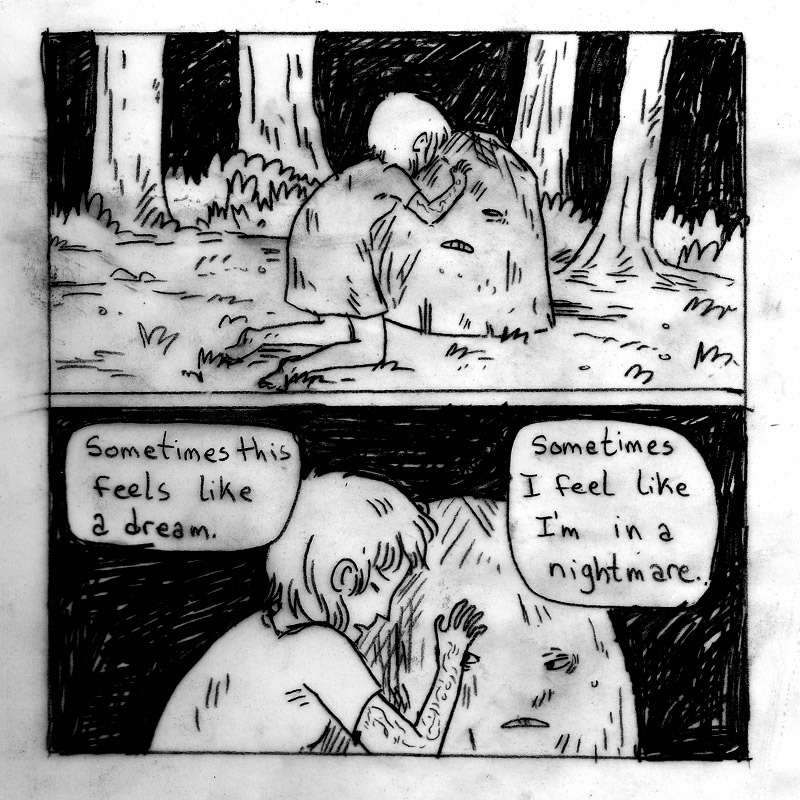 Sometimes this
feels like
a dream.
Sometimes
I feel like
I'm in a
nightmare..